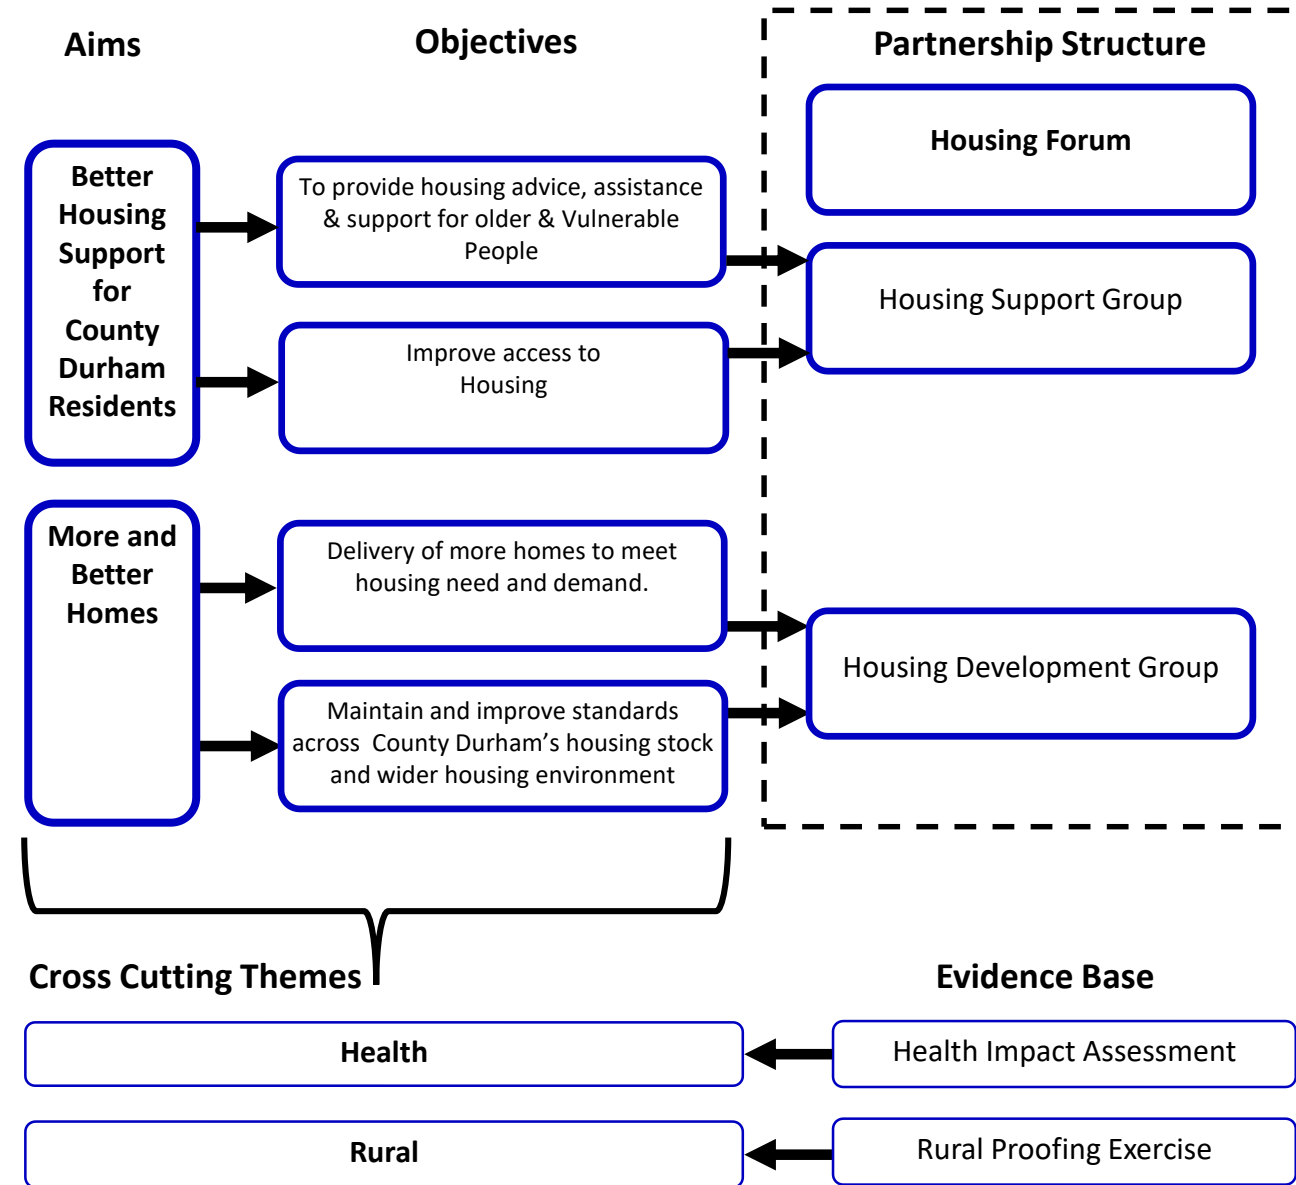 Aims
Objectives
Partnership Structure
Housing Forum
Better
Housing
Support
for
County
Durham
Residents
To provide housing advice, assistance
& support for older & Vulnerable
People
Housing Support Group
Improve access to
Housing
More and
Better
Homes
Delivery of more homes to meet
housing need and demand.
Housing Development Group
Maintain and improve standards
across County Durham’s housing stock
and wider housing environment
Cross Cutting Themes
Evidence Base
Health
Health Impact Assessment
Rural
Rural Proofing Exercise